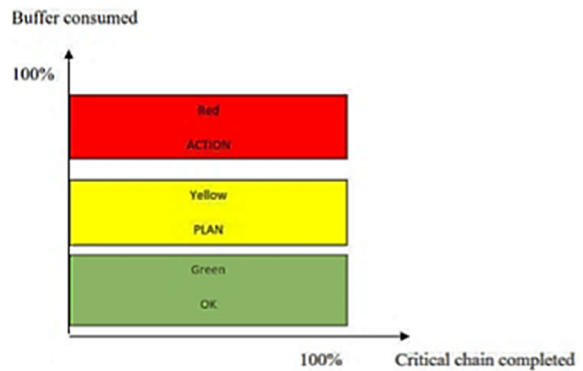 Buffer consumed
100%
Red
ACTION
Yellow
PLAN
Green
OK
100%
Critical chain completed